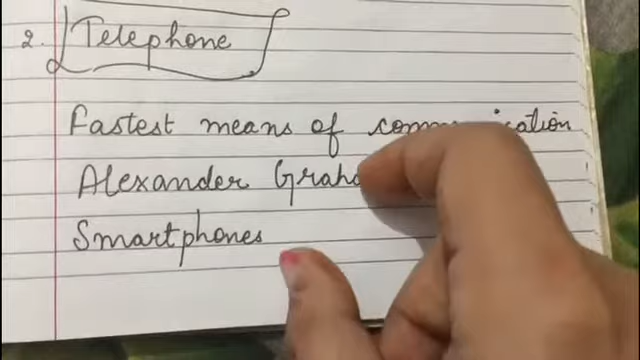 2. Telephone
Fastest means of
Alexander
Smartphones